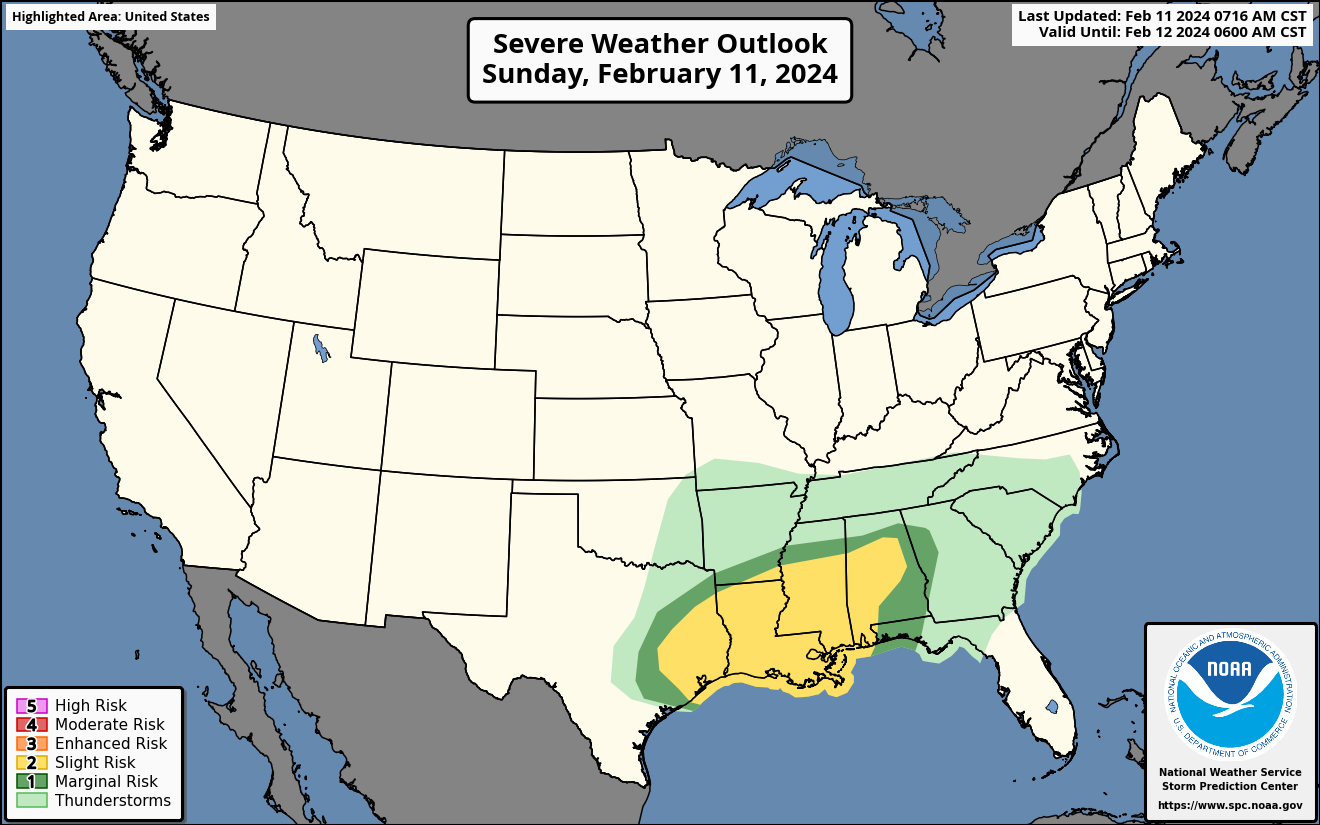 Highlighted Area: United States
Severe Weather Outlook
Sunday, February 11, 2024
Last Updated: Feb 11 2024 0716 AM CST
Valid Until: Feb 12 2024 0600 AM CST
5 High Risk
4 Moderate Risk
3 Enhanced Risk
2 Slight Risk
1 Marginal Risk
Thunderstorms
NATIONAL OCEANIC AND ATMOSPHERIC ADMINISTRATION
NOAA
U.S. DEPARTMENT OF COMMERCE
National Weather Service
Storm Prediction Center
https://www.spc.noaa.gov